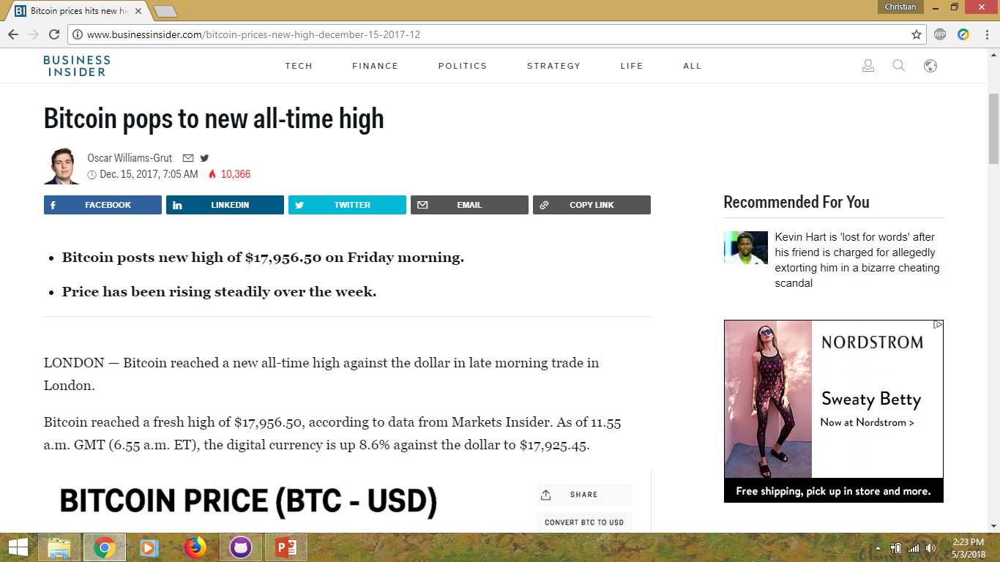 Bitcoin prices hits new hi
Christian
www.businessinsider.com/bitcoin-prices-new-high-december-15-2017-12
ABP
BUSINESS
INSIDER
TECH FINANCE POLITICS STRATEGY LIFE ALL
Bitcoin pops to new all-time high
Oscar Williams-Grut
Dec. 15, 2017, 7:05 AM 10,366
FACEBOOK LINKEDIN TWITTER EMAIL COPY LINK
• Bitcoin posts new high of $17,956.50 on Friday morning.
• Price has been rising steadily over the week.
LONDON — Bitcoin reached a new all-time high against the dollar in late morning trade in
London.
Bitcoin reached a fresh high of $17,956.50, according to data from Markets Insider. As of 11.55
a.m. GMT (6.55 a.m. ET), the digital currency is up 8.6% against the dollar to $17,925.45.
BITCOIN PRICE (BTC - USD)
SHARE
CONVERT BTC TO USD
Recommended For You
Kevin Hart is 'lost for words' after
his friend is charged for allegedly
extorting him in a bizarre cheating
scandal
NORDSTROM
Sweaty Betty
Now at Nordstrom >
Free shipping, pick up in store and more.
2:23 PM
5/3/2018